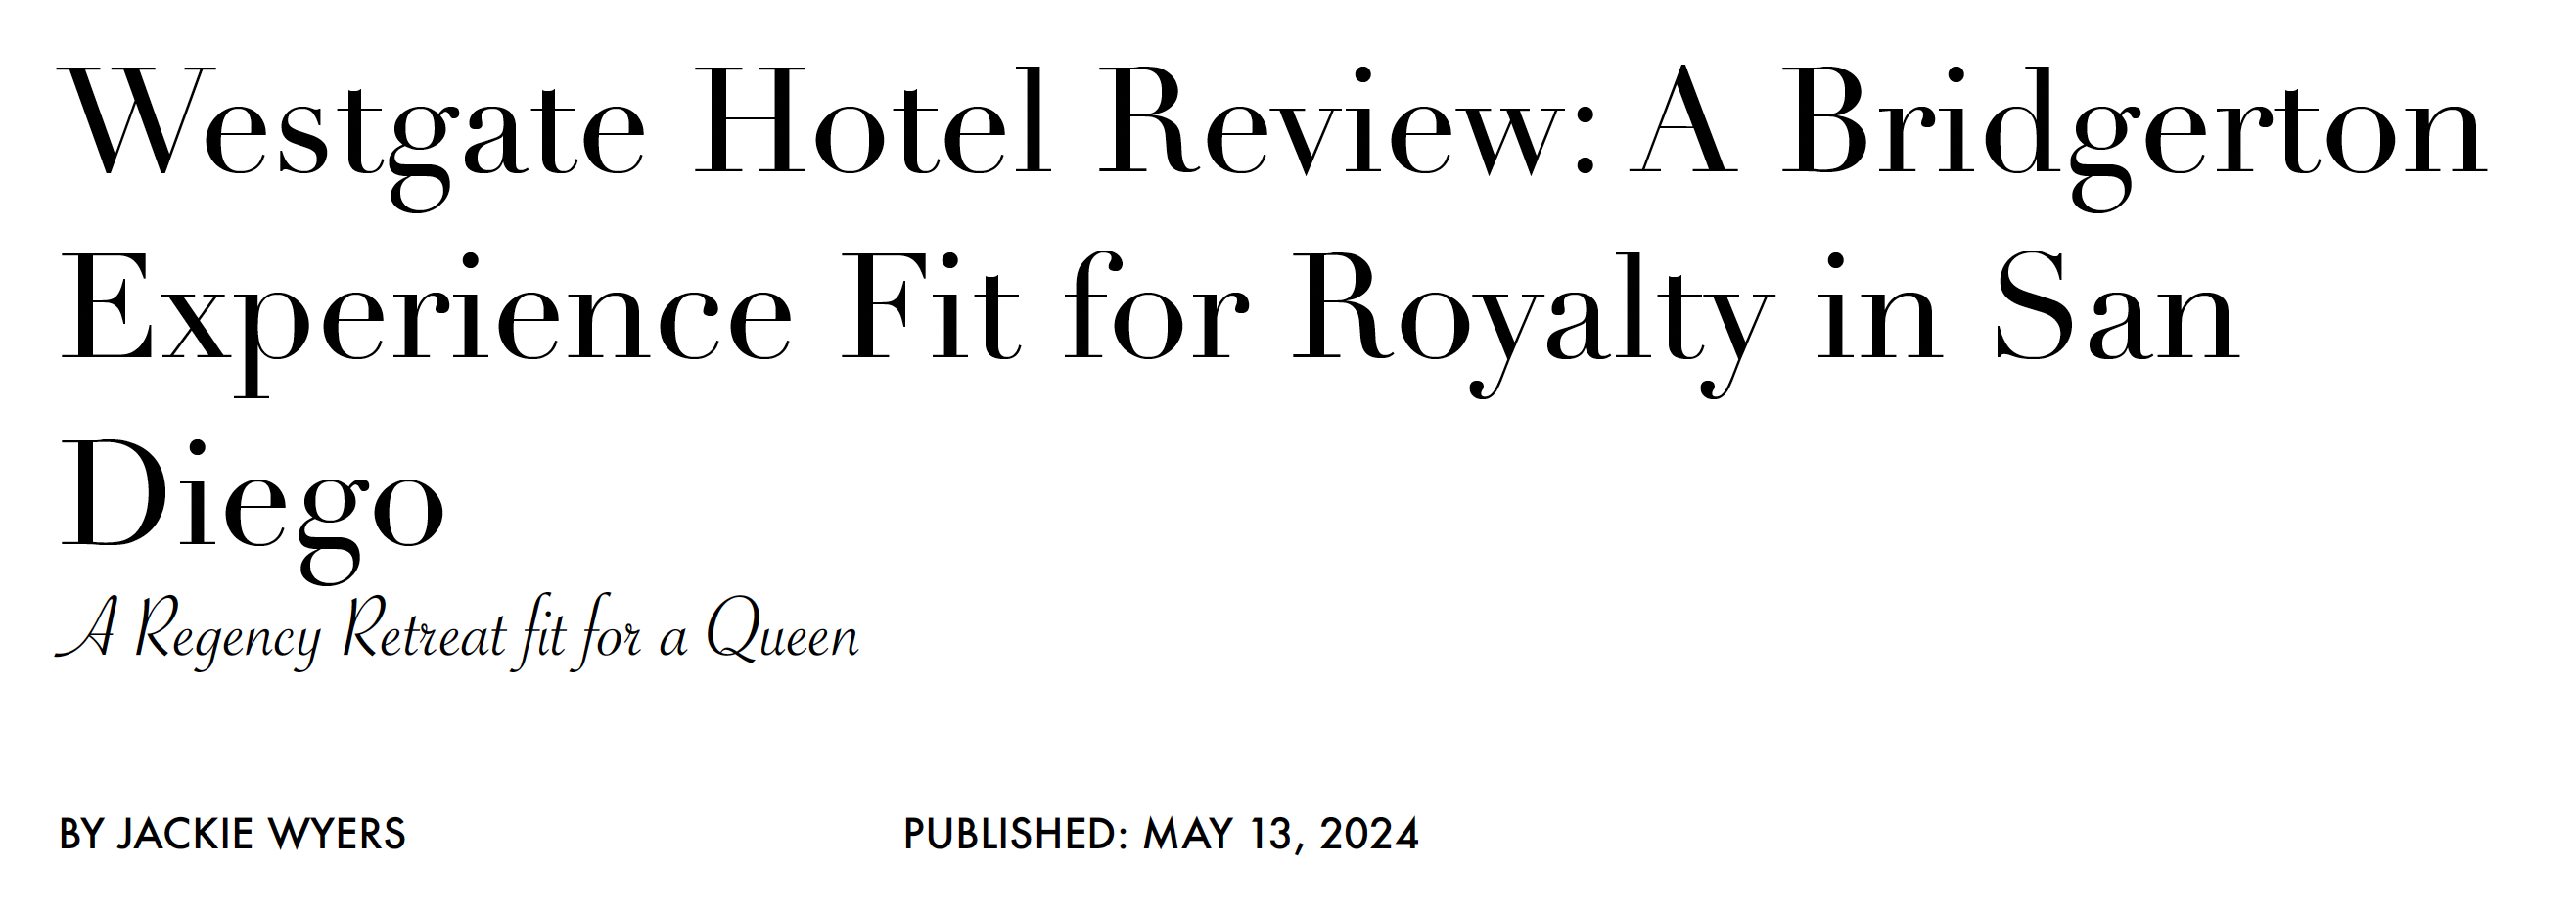 Westgate Hotel Review: A Bridgerton
Experience Fit for Royalty in San
Diego
A Regency Retreat fit for a Queen
BY JACKIE WYERS
PUBLISHED: MAY 13, 2024